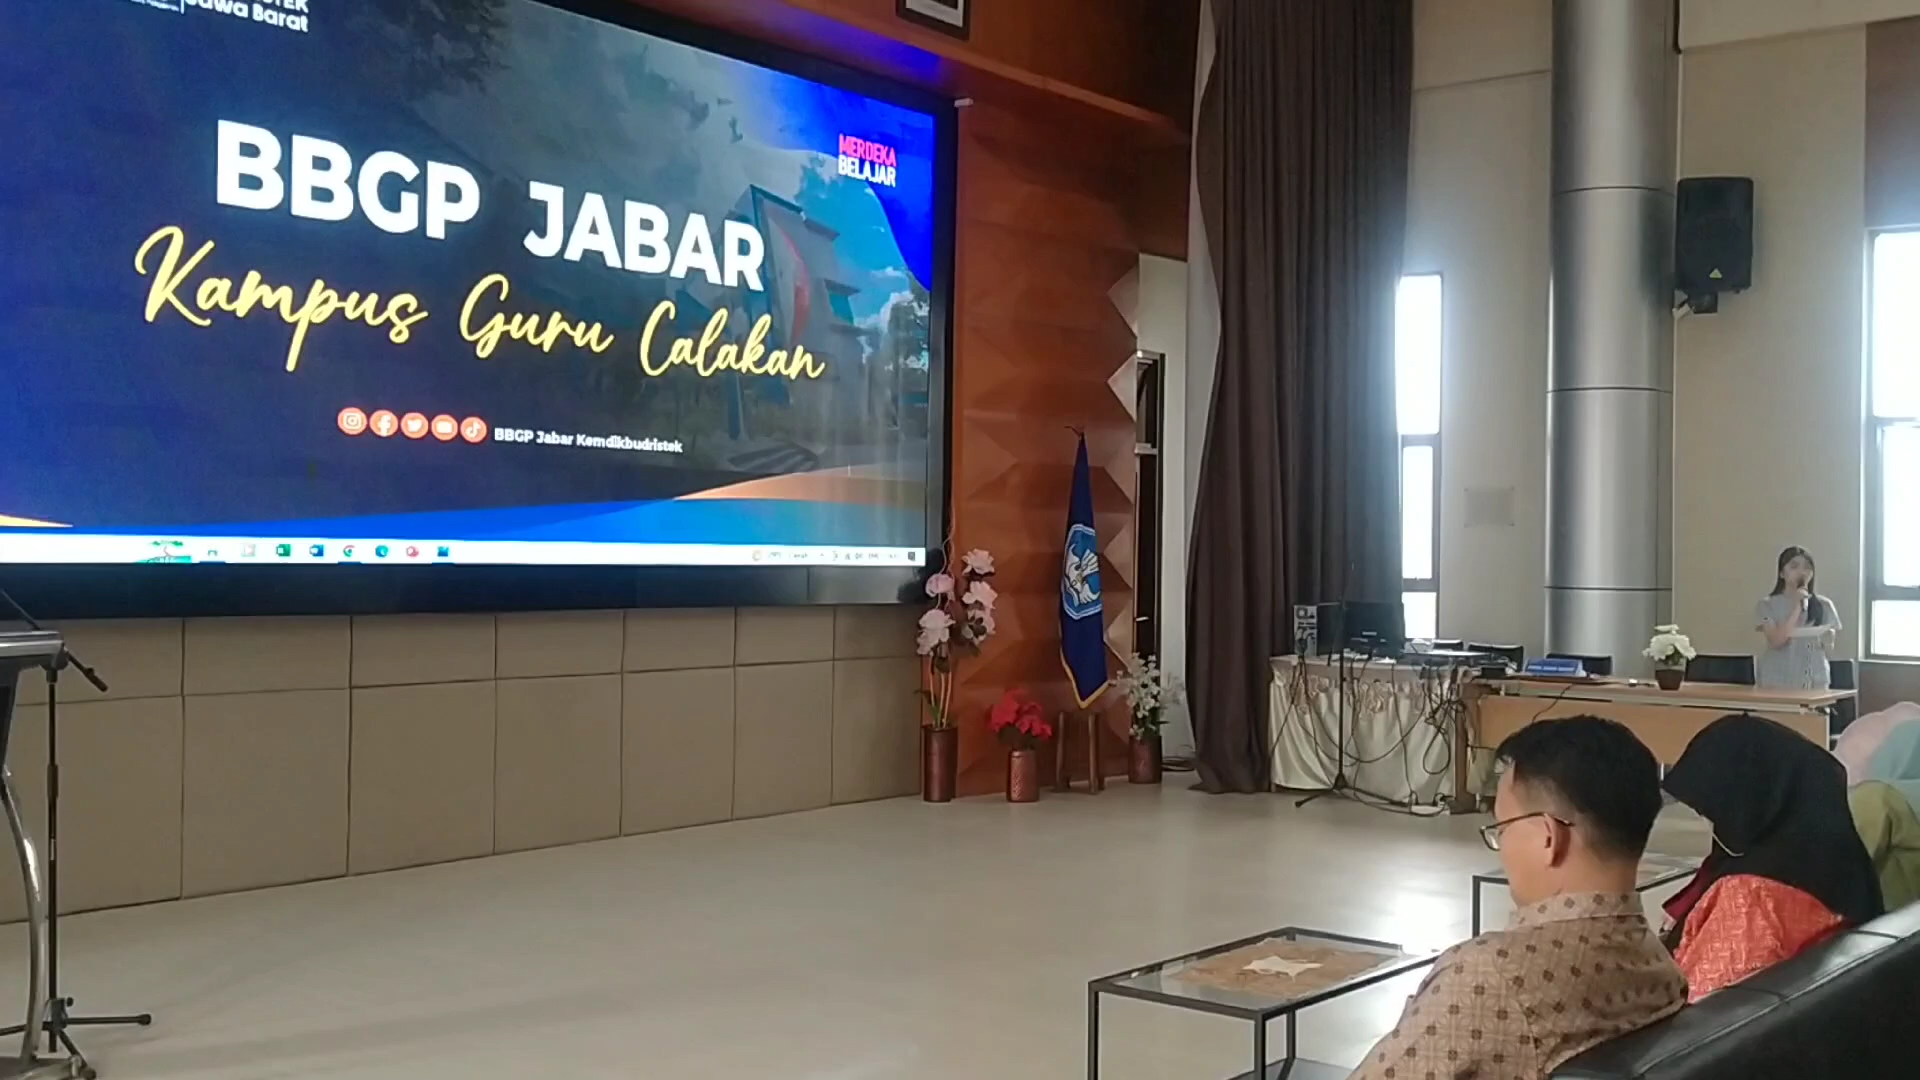 Jawa Barat
MERDEKA
BELAJAR
BBGP JABAR
Kampus Guru Calakan
BBGP Jabar Kemdikbudristek